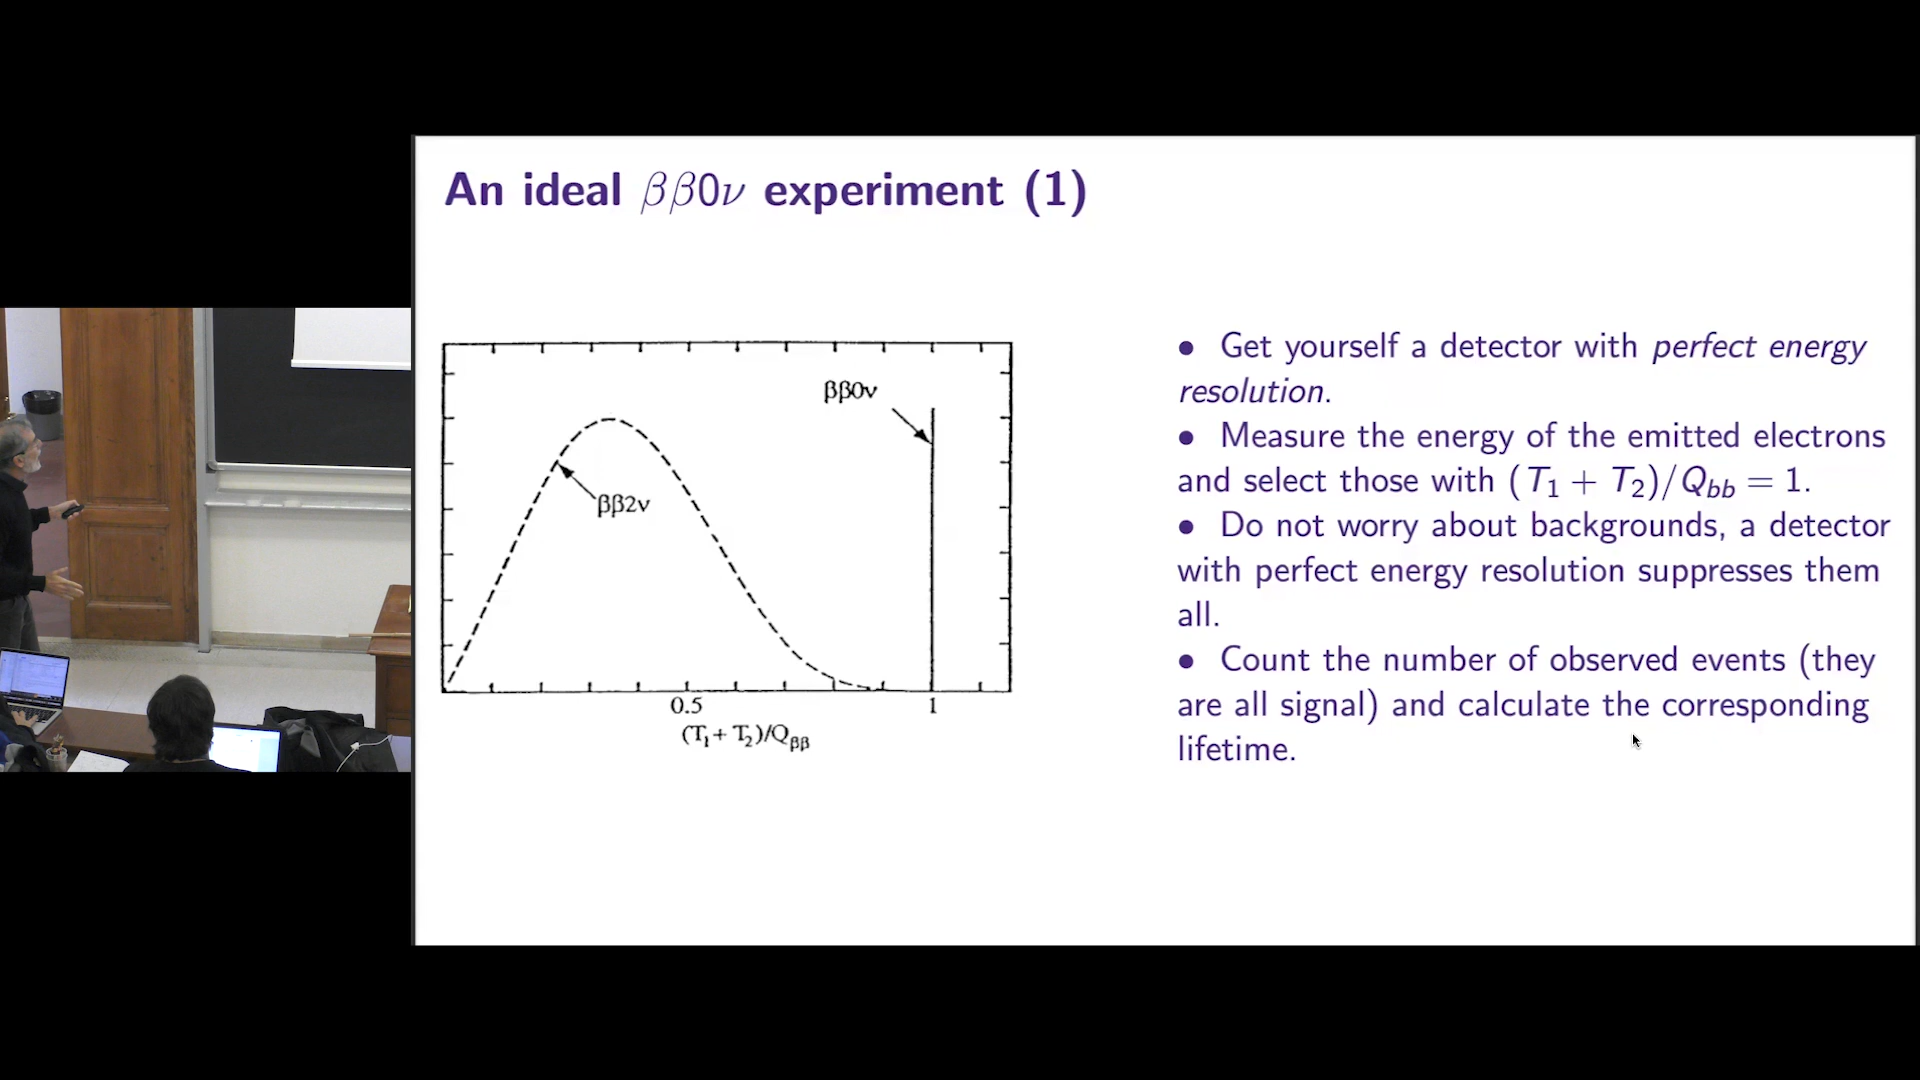 An ideal ββ0ν experiment (1)
ββ0ν
ββ2ν
0.5
1
(T₁+ T₂)/Qββ
• Get yourself a detector with perfect energy
resolution.
• Measure the energy of the emitted electrons
and select those with (T₁ + T₂)/Qbb = 1.
• Do not worry about backgrounds, a detector
with perfect energy resolution suppresses them
all.
• Count the number of observed events (they
are all signal) and calculate the corresponding
lifetime.